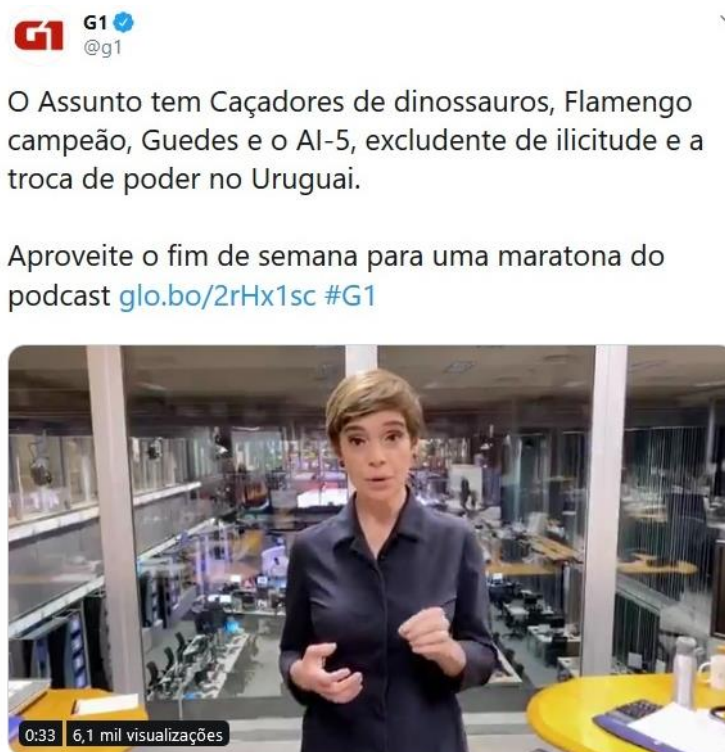 G1
G1
@g1
O Assunto tem Caçadores de dinossauros, Flamengo
campeão, Guedes e o AI-5, excludente de ilicitude e a
troca de poder no Uruguai.
Aproveite o fim de semana para uma maratona do
podcast glo.bo/2rHx1sc #G1
0:33 6,1 mil visualizações